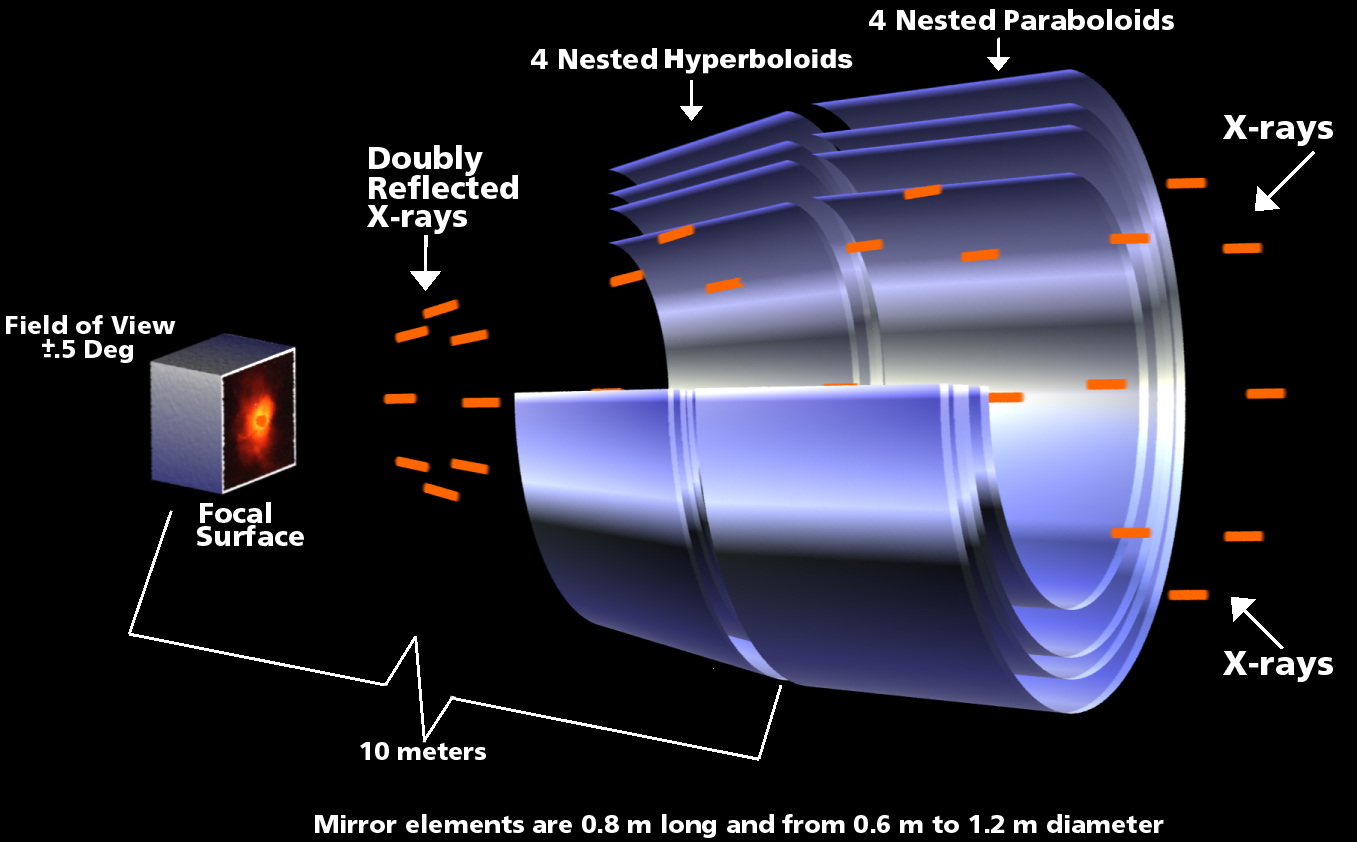 4 Nested Paraboloids
4 Nested Hyperboloids
X-rays
Doubly
Reflected
X-rays
Field of View
±.5 Deg
Focal
Surface
X-rays
10 meters
Mirror elements are 0.8 m long and from 0.6 m to 1.2 m diameter